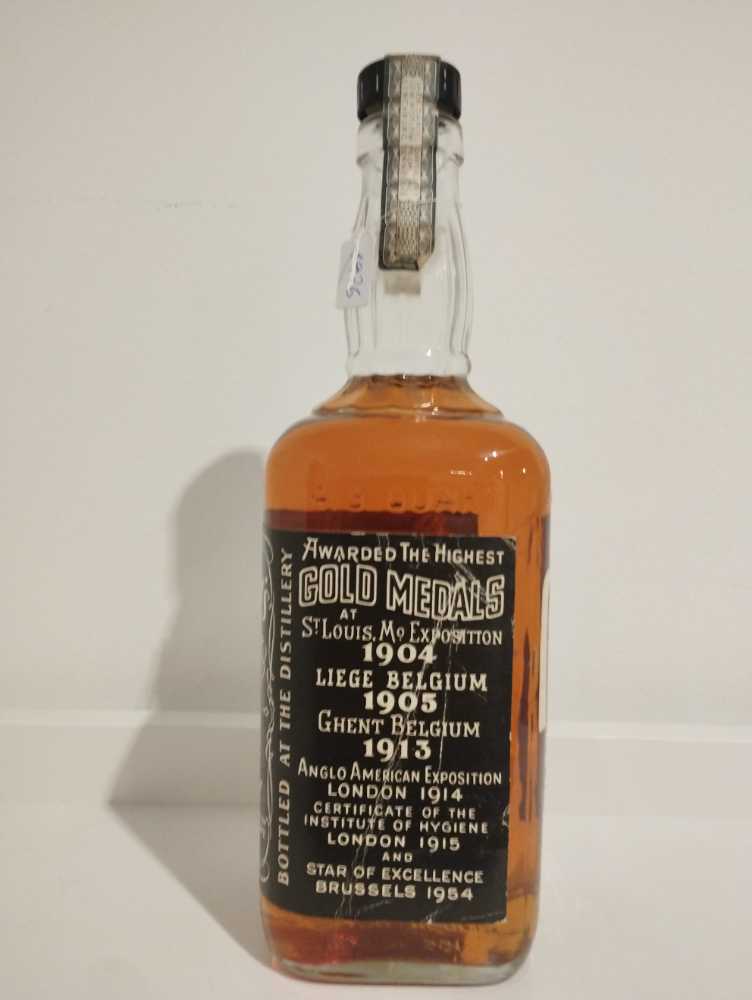 AWARDED THE HIGHEST
GOLD MEDALS
AT
ST LOUIS, MO EXPOSITION
1904
LIEGE BELGIUM
1905
GHENT BELGIUM
1913
ANGLO AMERICAN EXPOSITION
LONDON 1914
CERTIFICATE OF THE
INSTITUTE OF HYGIENE
LONDON 1915
AND
STAR OF EXCELLENCE
BRUSSELS 1954
BOTTLED AT THE DISTILLERY